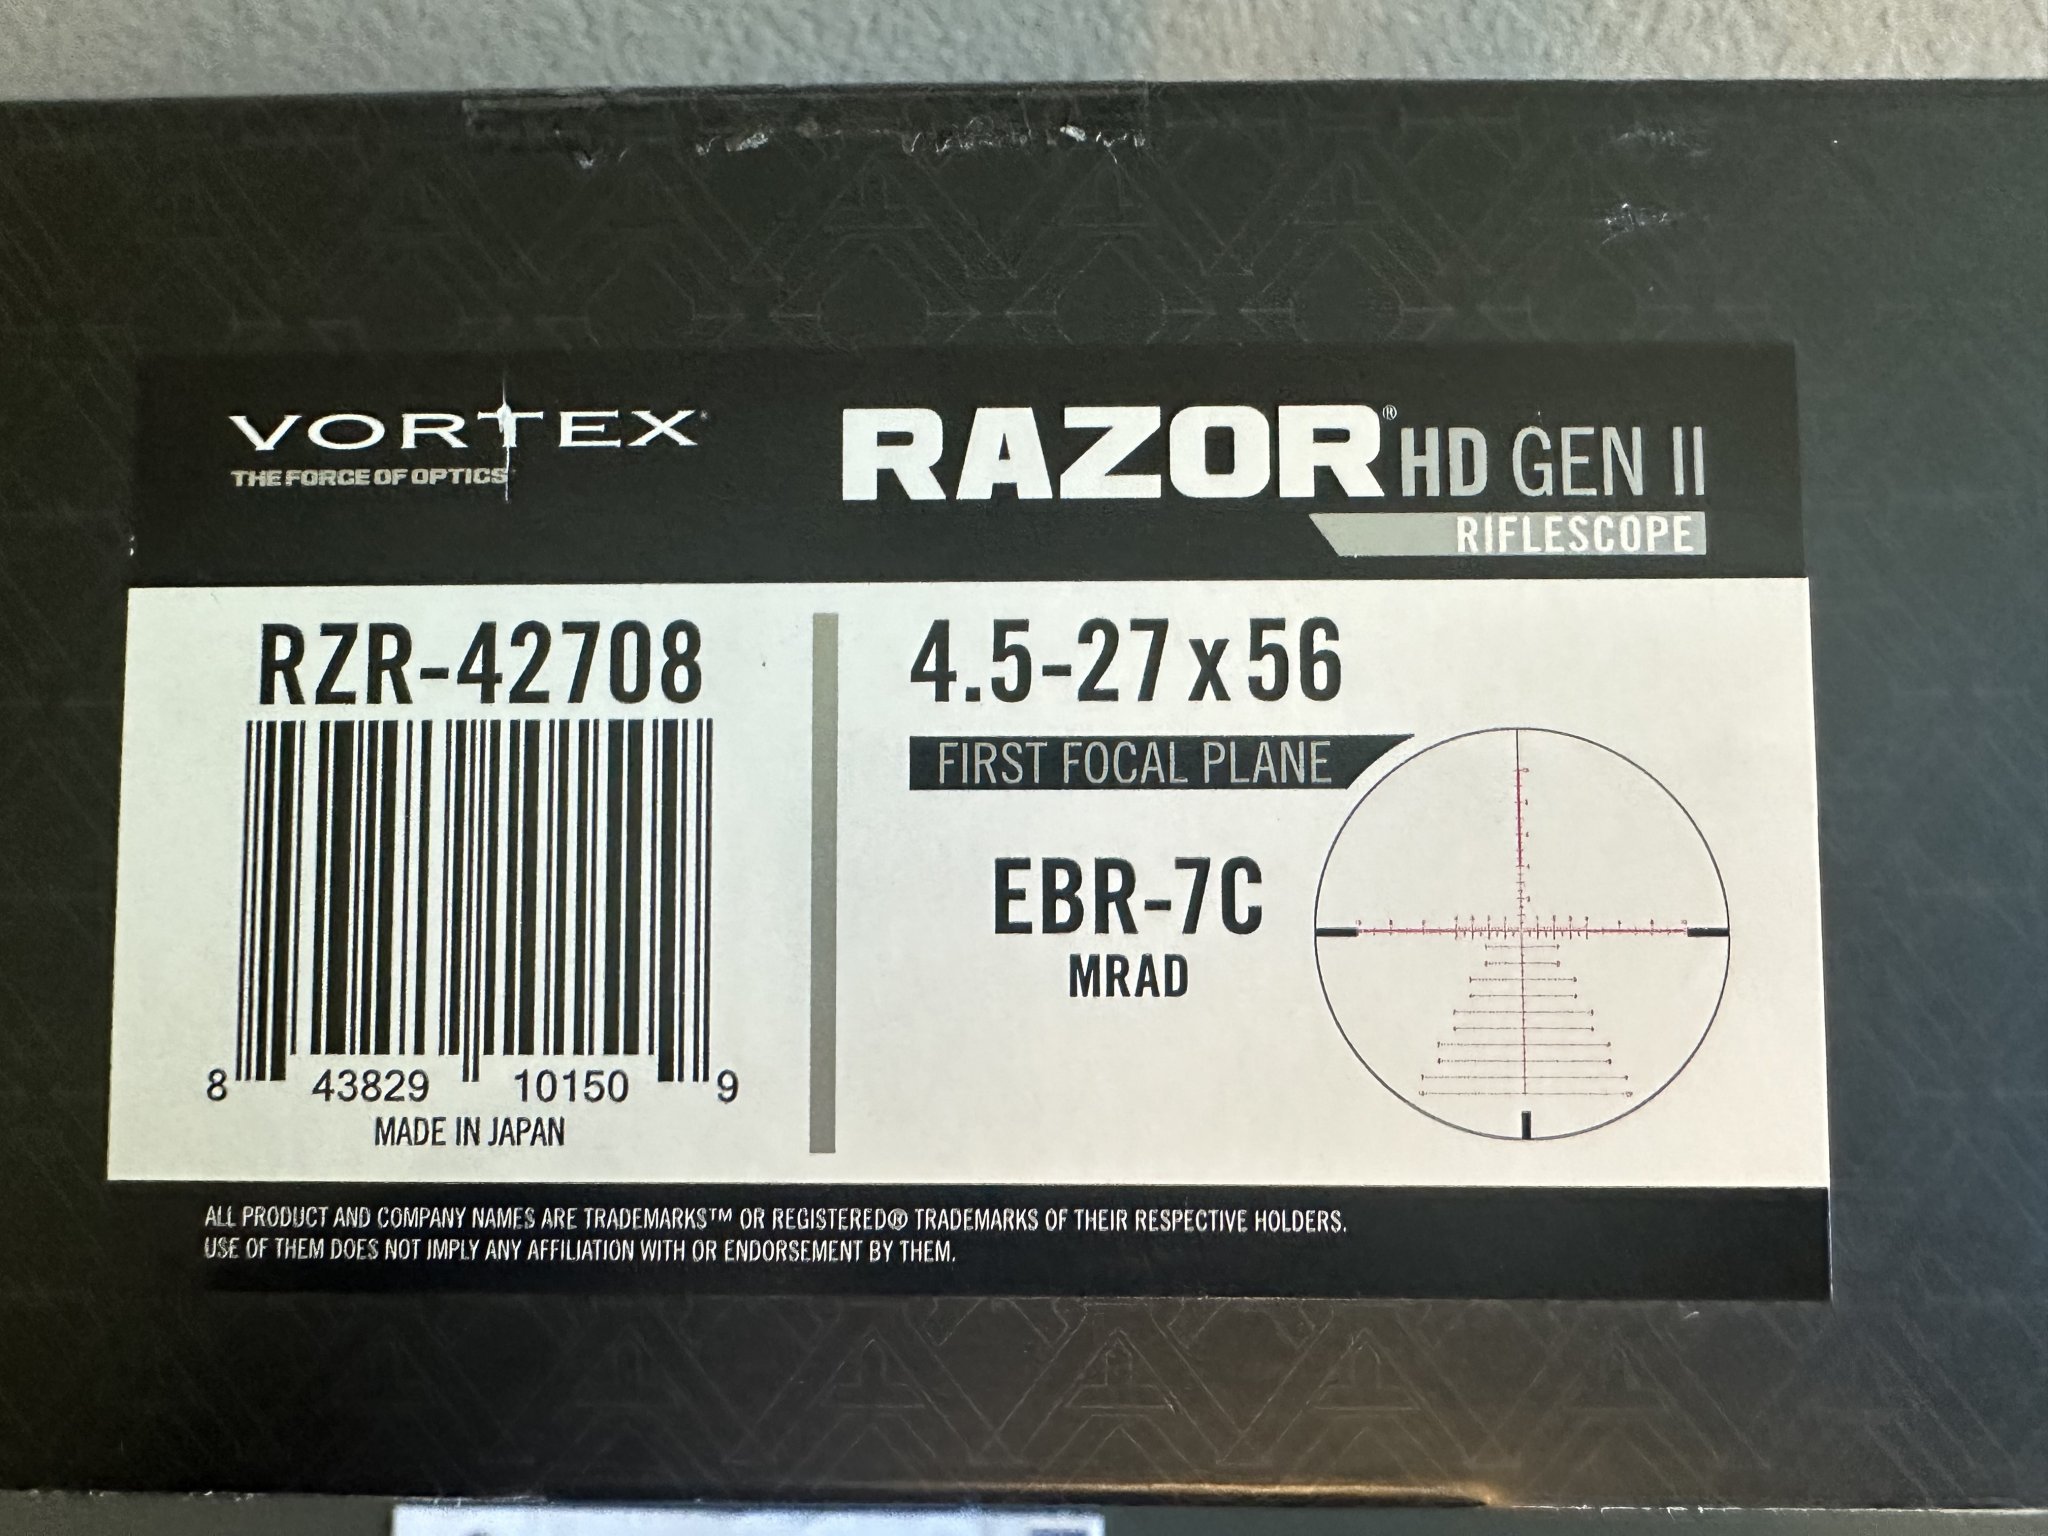 VORTEX®
THE FORCE OF OPTICS
RAZOR® HD GEN II
RIFLESCOPE
RZR-42708
8 43829 10150 9
MADE IN JAPAN
4.5-27x56
FIRST FOCAL PLANE
EBR-7C
MRAD
ALL PRODUCT AND COMPANY NAMES ARE TRADEMARKS™ OR REGISTERED® TRADEMARKS OF THEIR RESPECTIVE HOLDERS.
USE OF THEM DOES NOT IMPLY ANY AFFILIATION WITH OR ENDORSEMENT BY THEM.